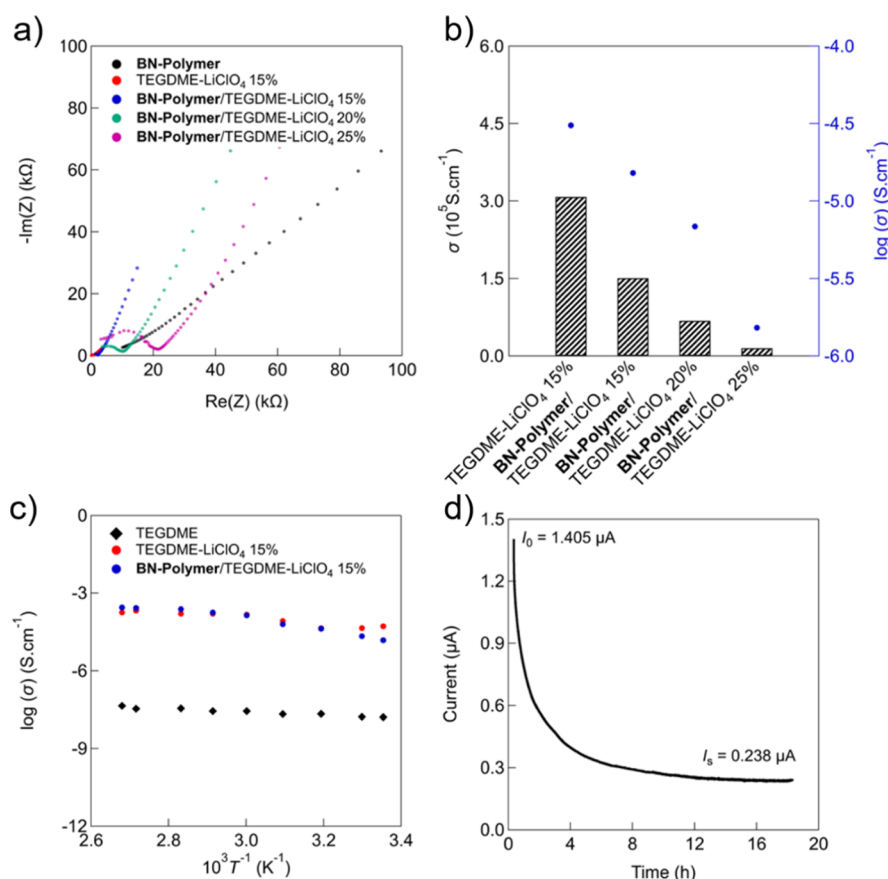 a)
100
80
60
40
20
0
-Im(Z) (kΩ)
BN-Polymer
TEGDME-LiClO₄ 15%
BN-Polymer/TEGDME-LiClO₄ 15%
BN-Polymer/TEGDME-LiClO₄ 20%
BN-Polymer/TEGDME-LiClO₄ 25%
0 20 40 60 80 100
Re(Z) (kΩ)
b)
6.0
4.5
3.0
1.5
0.0
σ (10⁵ S.cm⁻¹)
-4.0
-4.5
-5.0
-5.5
-6.0
log (σ) (S.cm⁻¹)
TEGDME-LiClO₄ 15%
BN-Polymer/
TEGDME-LiClO₄ 15%
BN-Polymer/
TEGDME-LiClO₄ 20%
BN-Polymer/
TEGDME-LiClO₄ 25%
c)
0
-3
-6
-9
-12
log (σ) (S.cm⁻¹)
TEGDME
TEGDME-LiClO₄ 15%
BN-Polymer/TEGDME-LiClO₄ 15%
2.6 2.8 3.0 3.2 3.4
10³T⁻¹ (K⁻¹)
d)
1.5
1.2
0.9
0.6
0.3
0.0
Current (µA)
I₀ = 1.405 µA
Iₛ = 0.238 µA
0 4 8 12 16 20
Time (h)